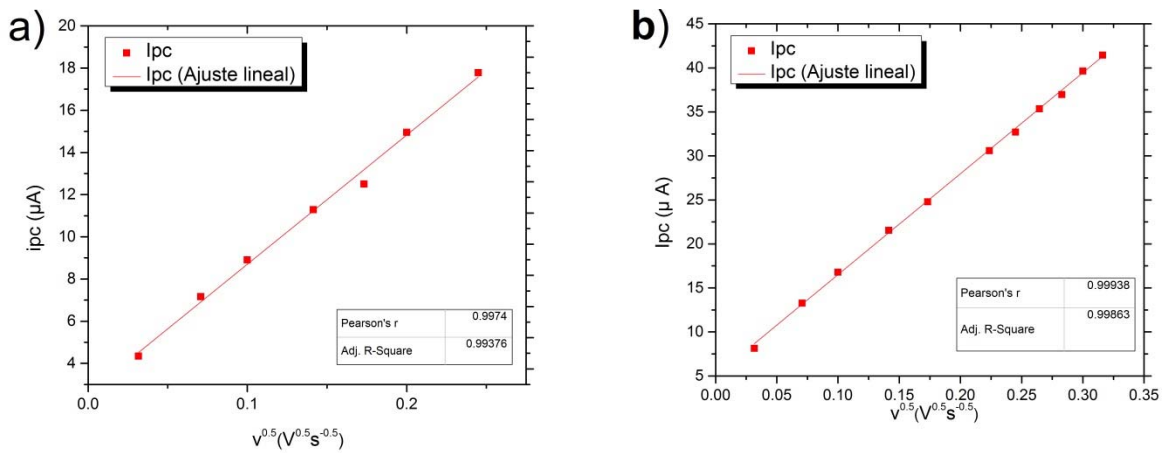 a)
Ipc
Ipc (Ajuste lineal)
ipc (µA)
20
18
16
14
12
10
8
6
4
Pearson's r 0.9974
Adj. R-Square 0.99376
0.0 0.1 0.2
v^0.5(V^0.5s^-0.5)
b)
Ipc
Ipc (Ajuste lineal)
Ipc (µ A)
45
40
35
30
25
20
15
10
5
0
Pearson's r 0.99938
Adj. R-Square 0.99863
0.00 0.05 0.10 0.15 0.20 0.25 0.30 0.35
v^0.5(V^0.5s^-0.5)